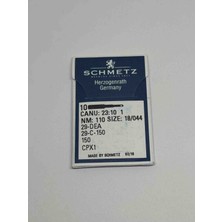 SCHMETZ
Herzogenrath
Germany
10
CANU: 23:10 1
NM: 110 SIZE: 18/044
29-DEA
29-C-150
150
CPX1
MADE BY SCHMETZ